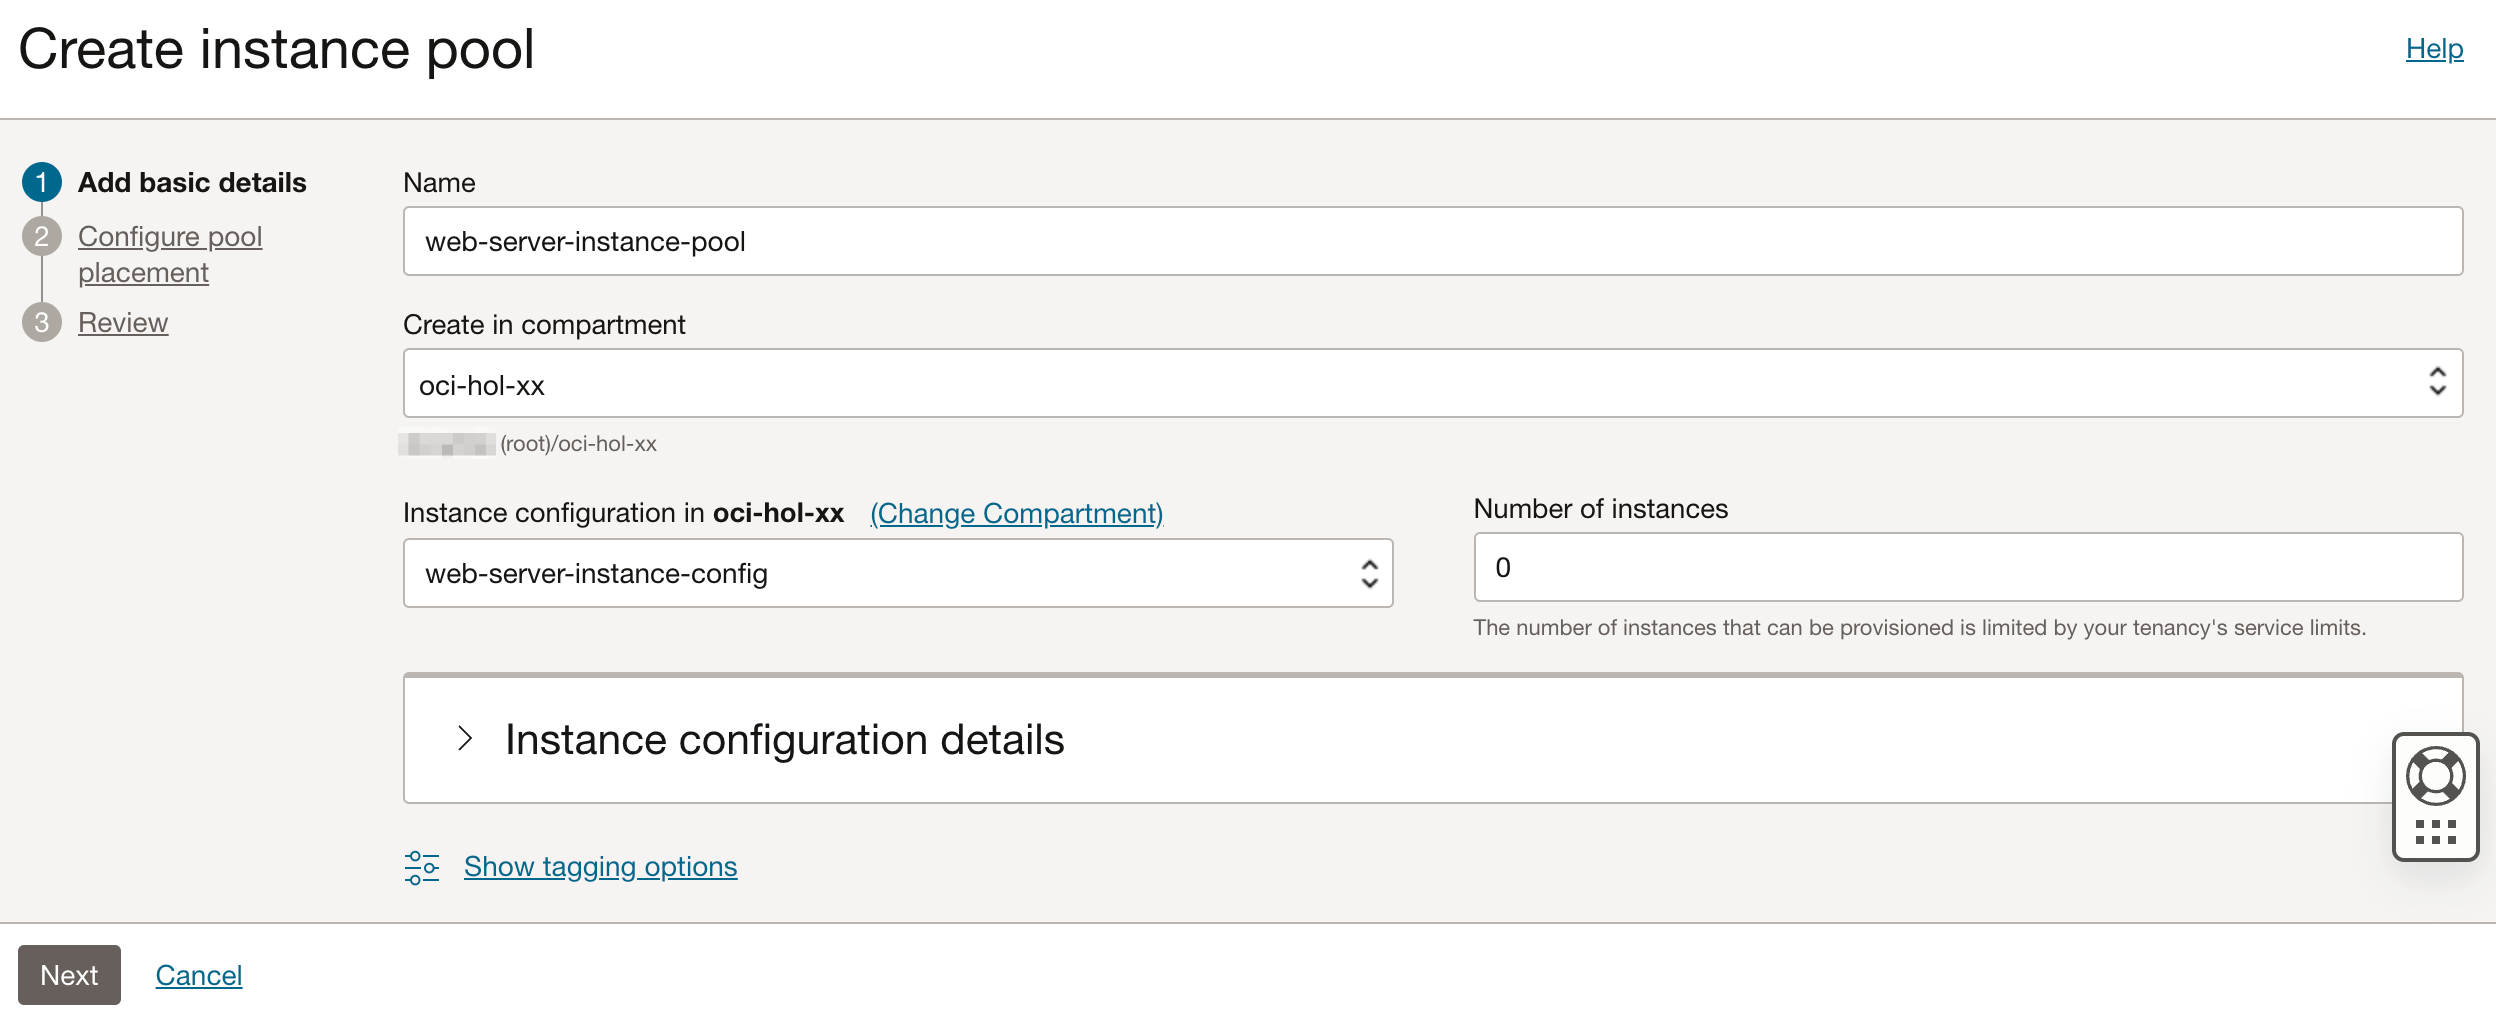 Create instance pool
Help
1 Add basic details
2 Configure pool
placement
3 Review
Name
web-server-instance-pool
Create in compartment
oci-hol-xx
(root)/oci-hol-xx
Instance configuration in oci-hol-xx (Change Compartment)
web-server-instance-config
Number of instances
0
The number of instances that can be provisioned is limited by your tenancy's service limits.
Instance configuration details
Show tagging options
Next Cancel